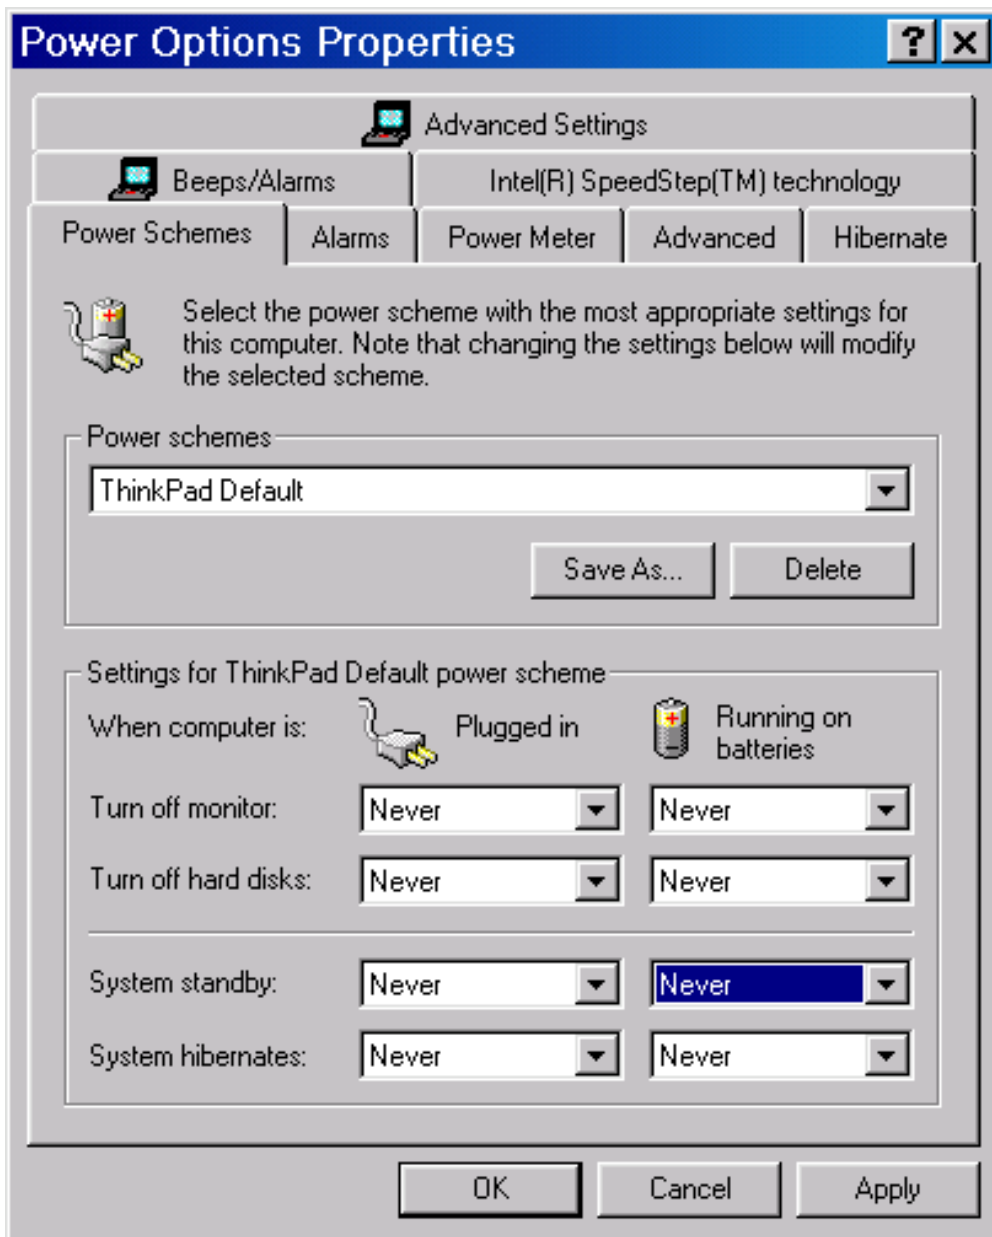 Power Options Properties
Advanced Settings
Beeps/Alarms Intel(R) SpeedStep(TM) technology
Power Schemes Alarms Power Meter Advanced Hibernate
Select the power scheme with the most appropriate settings for
this computer. Note that changing the settings below will modify
the selected scheme.
Power schemes
ThinkPad Default
Save As... Delete
Settings for ThinkPad Default power scheme
When computer is: Plugged in Running on
batteries
Turn off monitor: Never Never
Turn off hard disks: Never Never
System standby: Never Never
System hibernates: Never Never
OK Cancel Apply